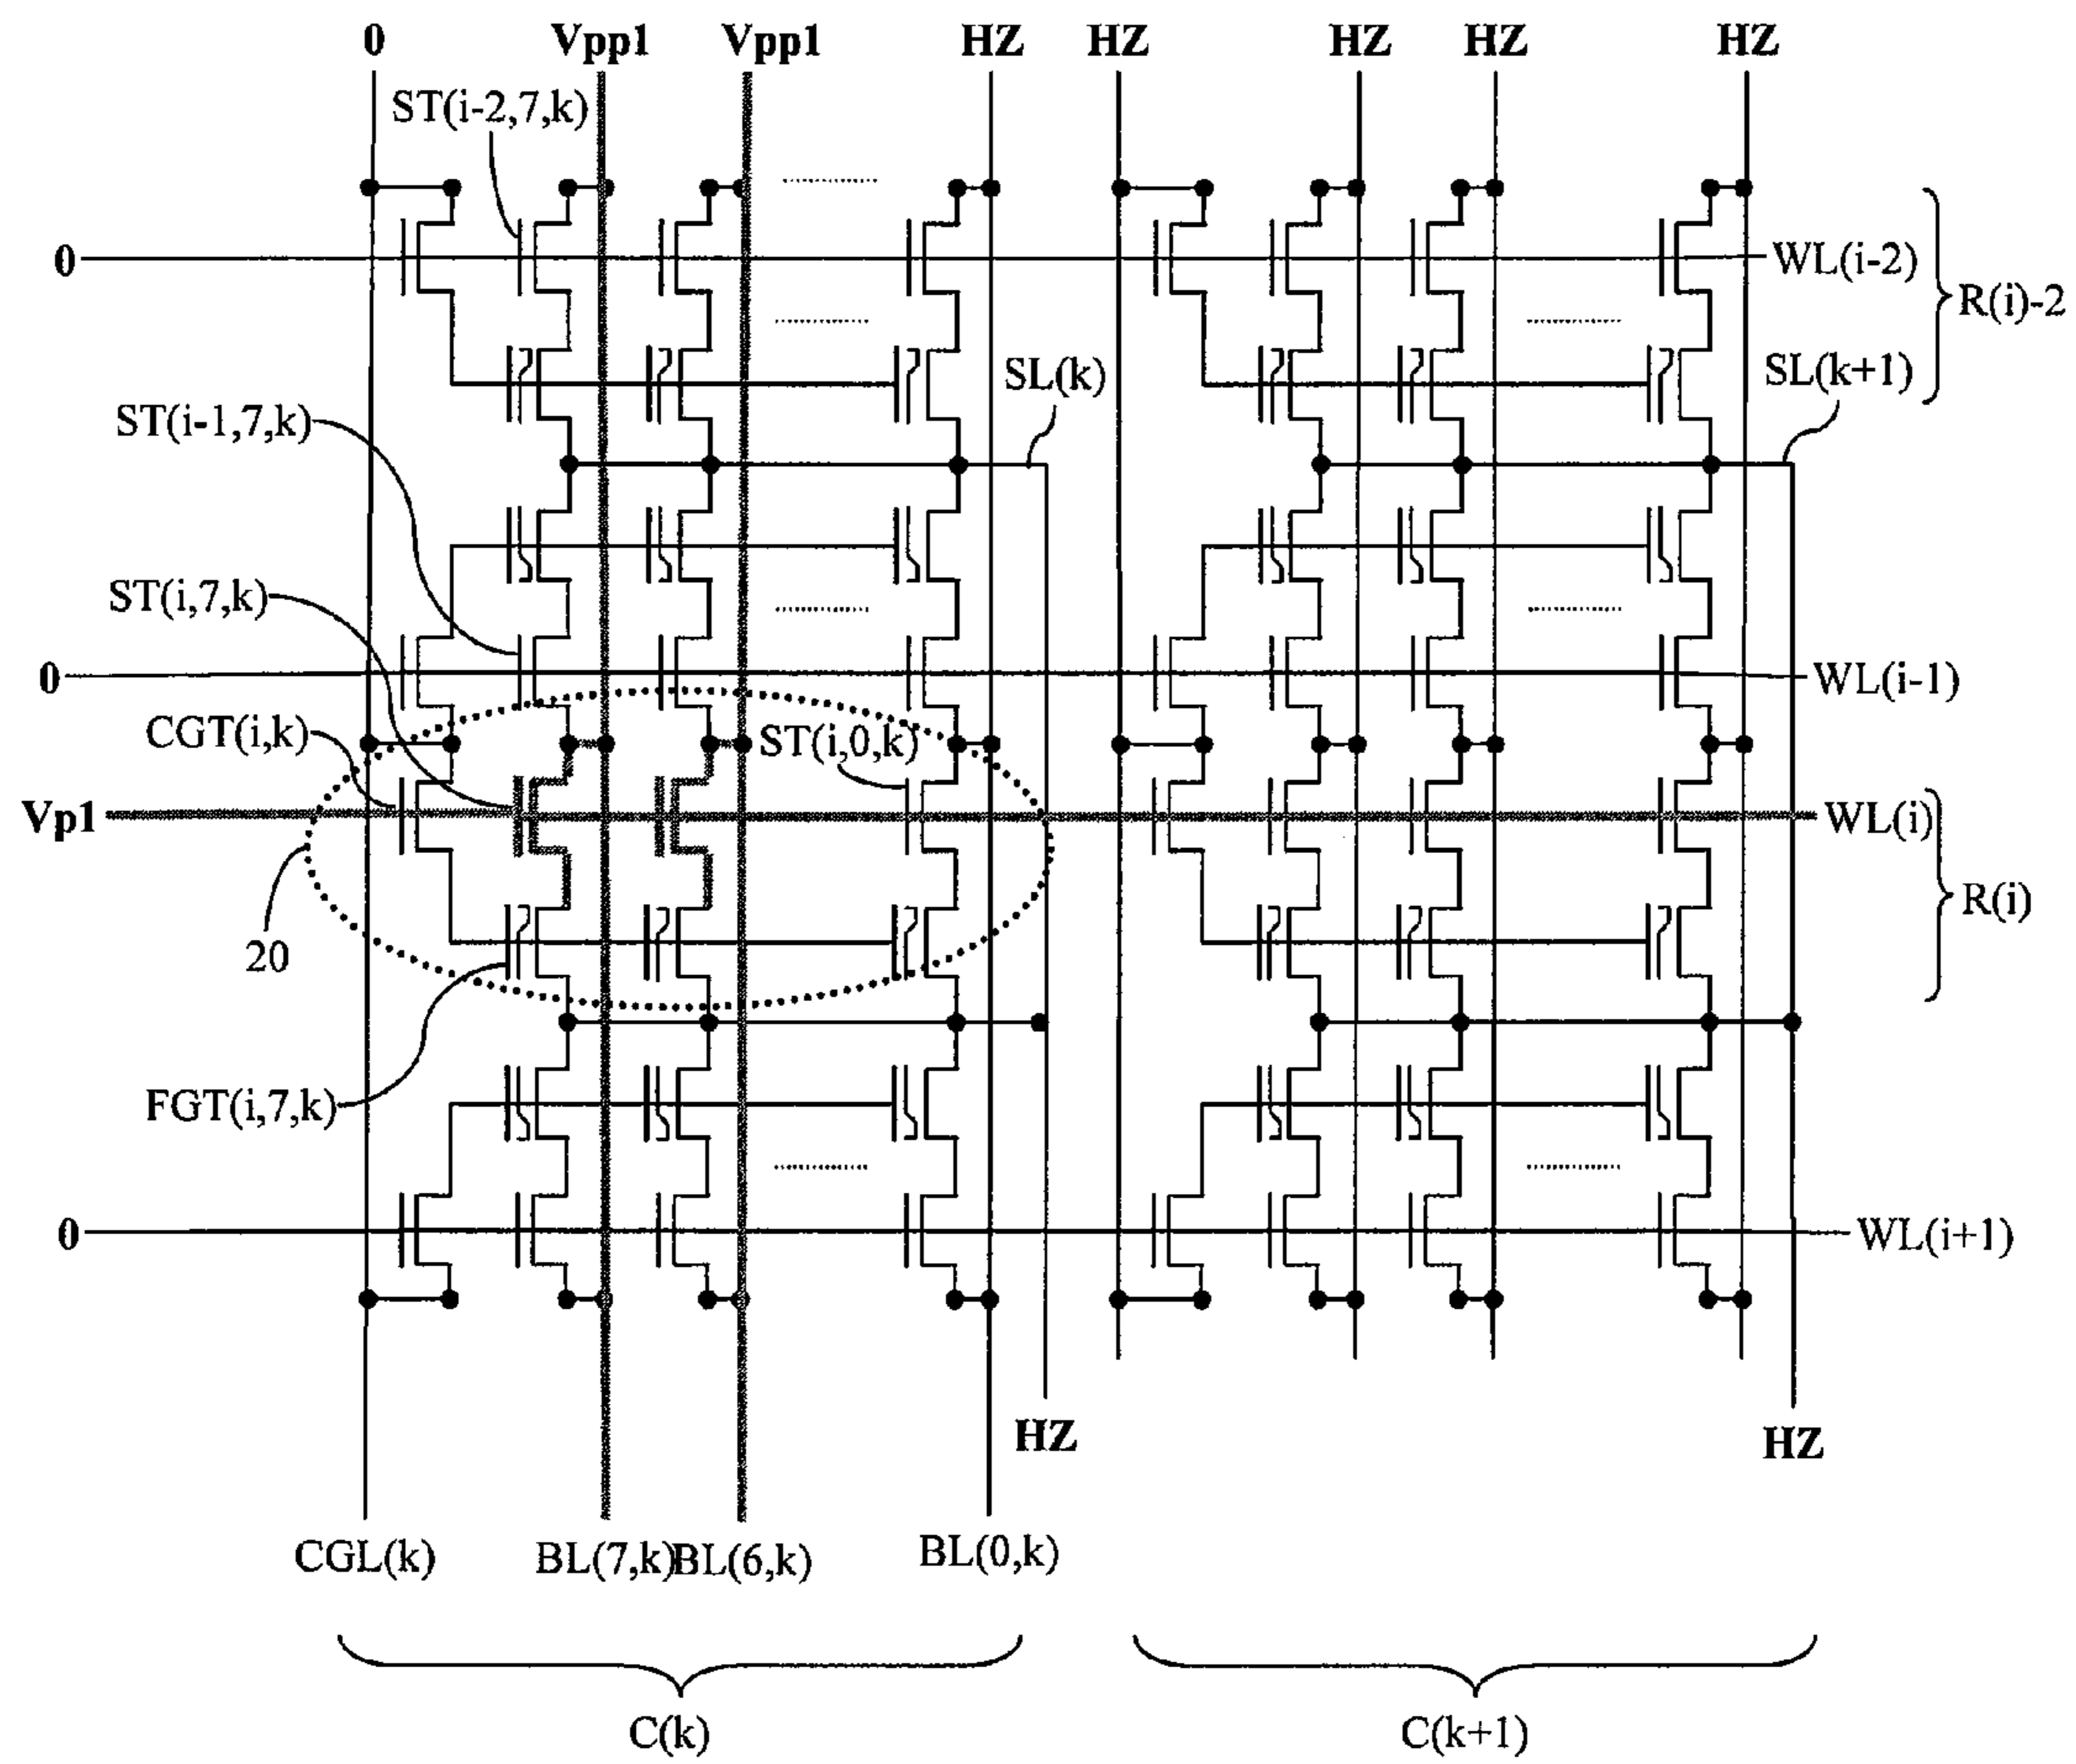 0 Vpp1 Vpp1 HZ HZ HZ HZ HZ
ST(i-2,7,k)
0 WL(i-2)
R(i)-2
SL(k) SL(k+1)
ST(i-1,7,k)
ST(i,7,k)
0 WL(i-1)
CGT(i,k) ST(i,0,k)
Vp1 WL(i)
R(i)
20
FGT(i,7,k)
0 WL(i+1)
HZ HZ
CGL(k) BL(7,k) BL(6,k) BL(0,k)
C(k) C(k+1)